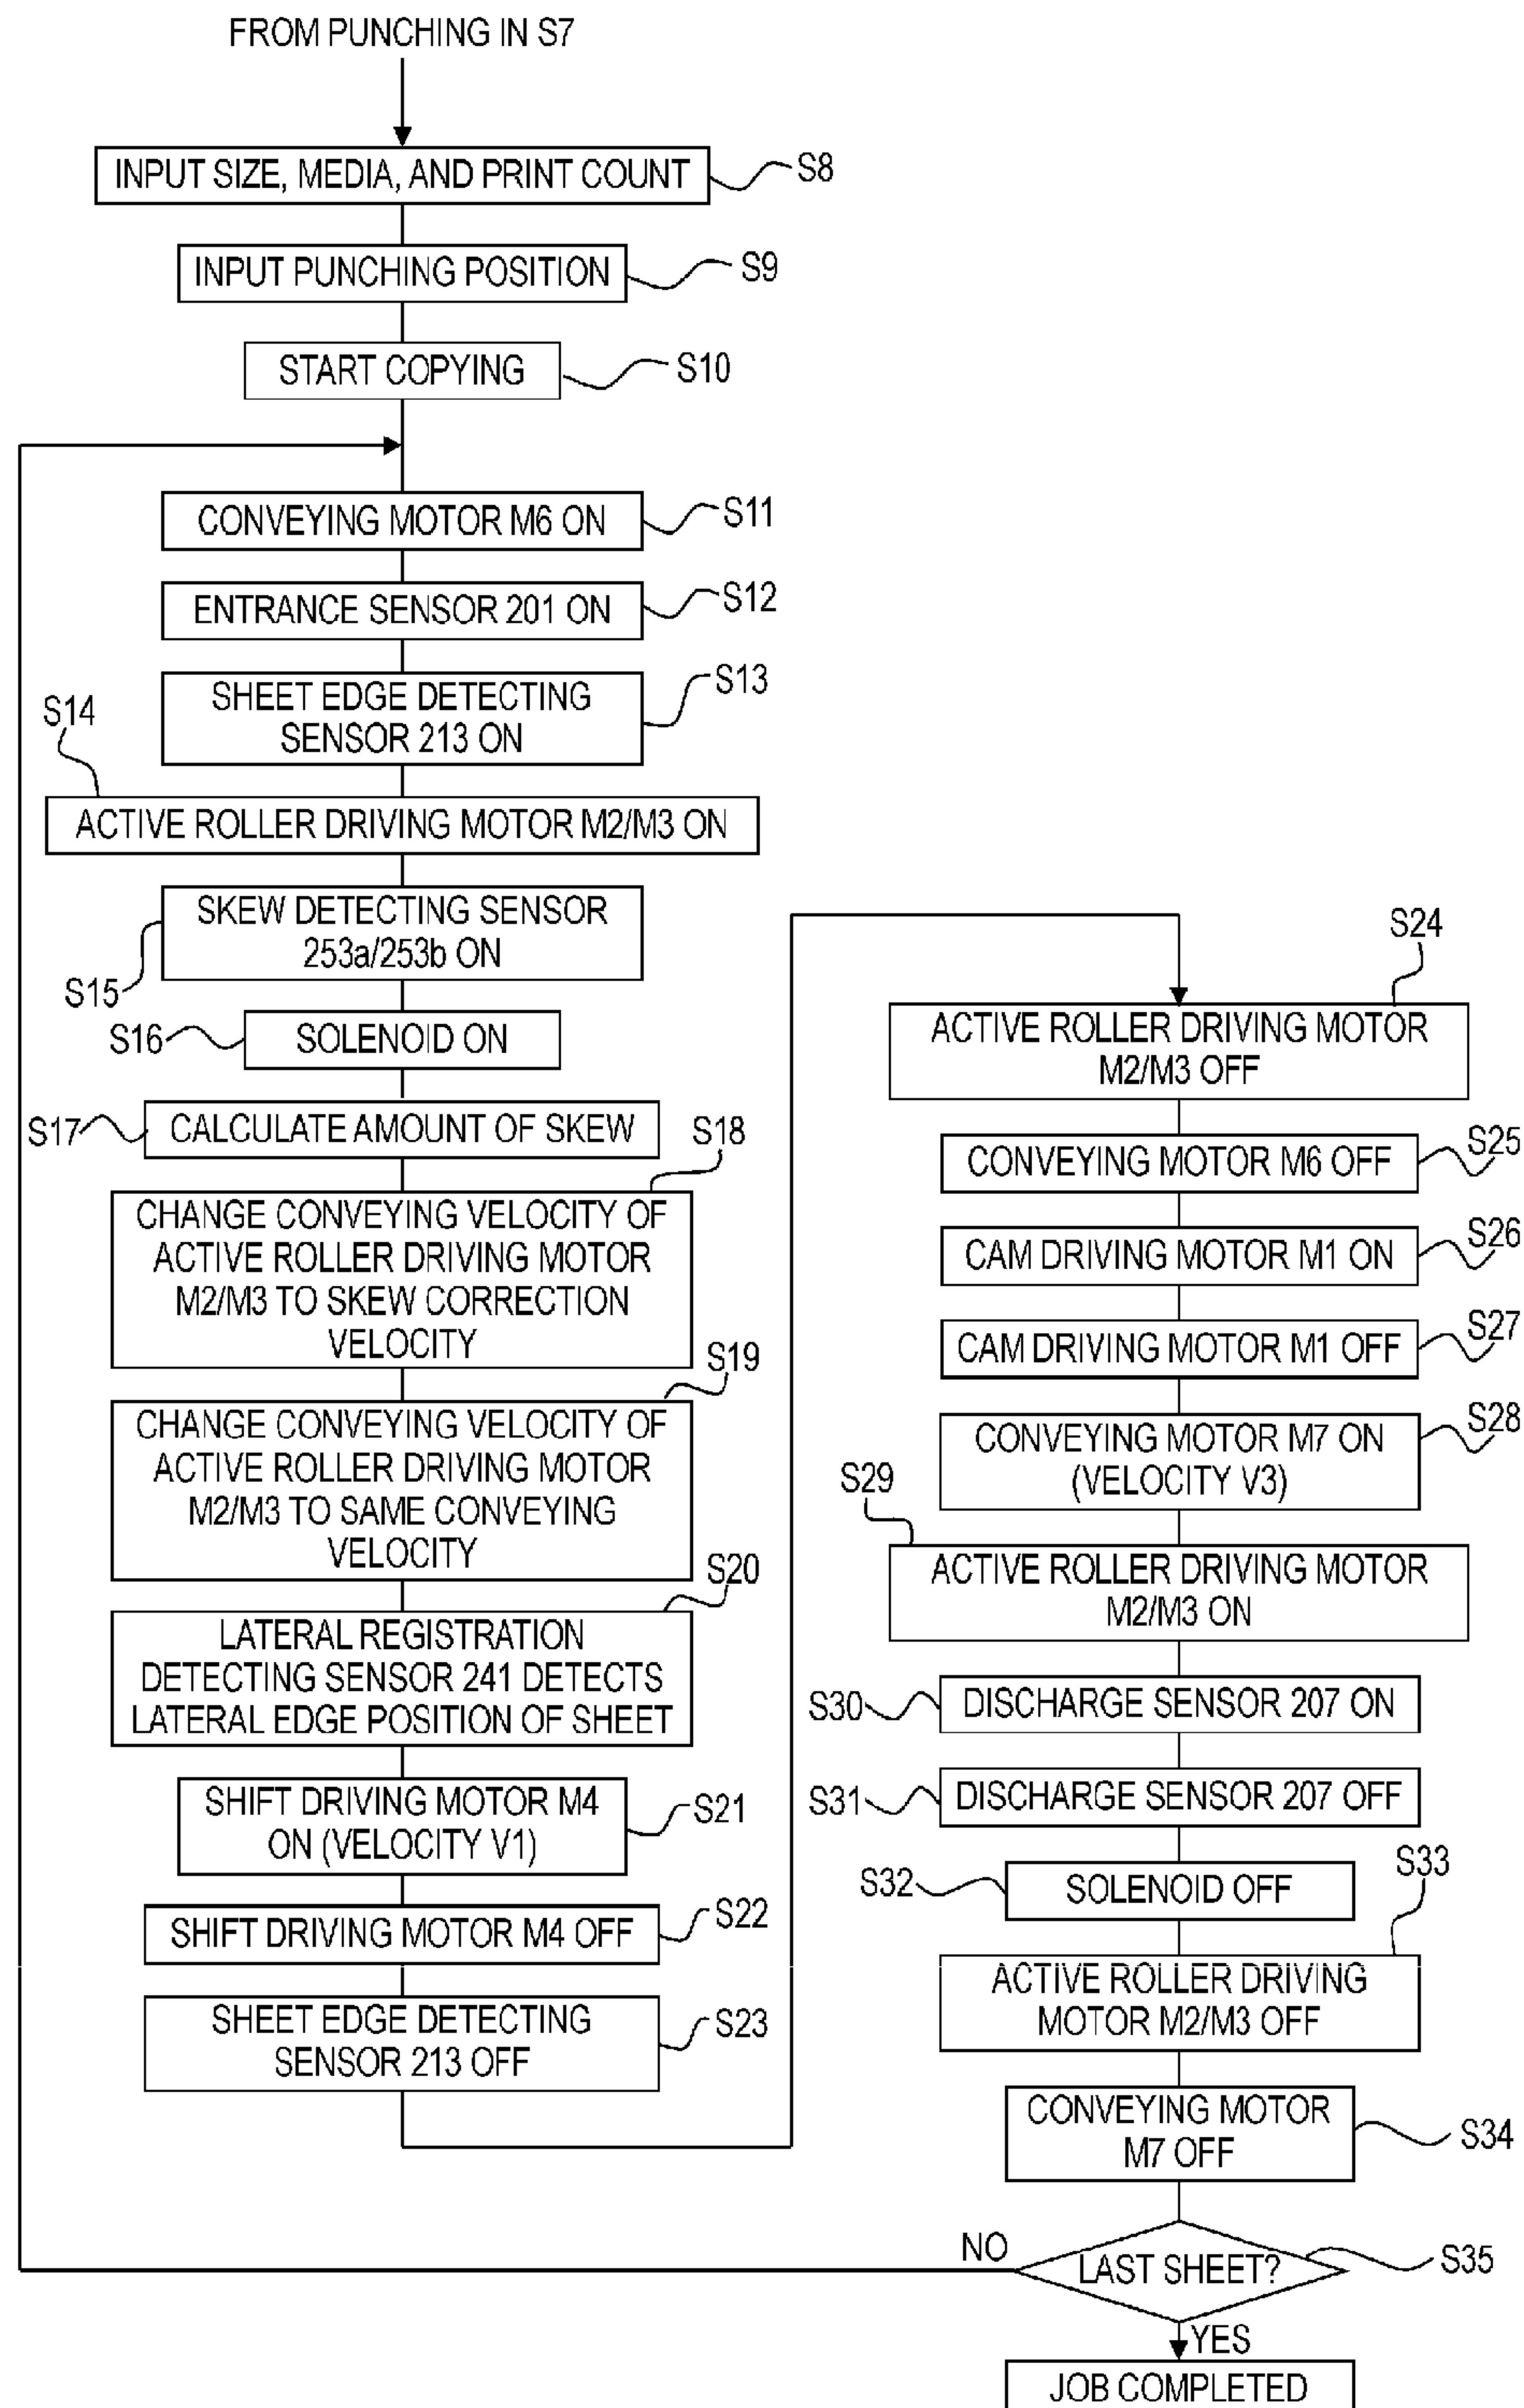 FROM PUNCHING IN S7
INPUT SIZE, MEDIA, AND PRINT COUNT
S8
INPUT PUNCHING POSITION
S9
START COPYING
S10
CONVEYING MOTOR M6 ON
S11
ENTRANCE SENSOR 201 ON
S12
SHEET EDGE DETECTING
SENSOR 213 ON
S13
S14
ACTIVE ROLLER DRIVING MOTOR M2/M3 ON
SKEW DETECTING SENSOR
253a/253b ON
S15
S16
SOLENOID ON
S17
CALCULATE AMOUNT OF SKEW
S18
CHANGE CONVEYING VELOCITY OF
ACTIVE ROLLER DRIVING MOTOR
M2/M3 TO SKEW CORRECTION
VELOCITY
S19
CHANGE CONVEYING VELOCITY OF
ACTIVE ROLLER DRIVING MOTOR
M2/M3 TO SAME CONVEYING
VELOCITY
S20
LATERAL REGISTRATION
DETECTING SENSOR 241 DETECTS
LATERAL EDGE POSITION OF SHEET
SHIFT DRIVING MOTOR M4
ON (VELOCITY V1)
S21
SHIFT DRIVING MOTOR M4 OFF
S22
SHEET EDGE DETECTING
SENSOR 213 OFF
S23
S24
ACTIVE ROLLER DRIVING MOTOR
M2/M3 OFF
CONVEYING MOTOR M6 OFF
S25
CAM DRIVING MOTOR M1 ON
S26
CAM DRIVING MOTOR M1 OFF
S27
CONVEYING MOTOR M7 ON
(VELOCITY V3)
S28
S29
ACTIVE ROLLER DRIVING MOTOR
M2/M3 ON
S30
DISCHARGE SENSOR 207 ON
S31
DISCHARGE SENSOR 207 OFF
S32
SOLENOID OFF
S33
ACTIVE ROLLER DRIVING
MOTOR M2/M3 OFF
CONVEYING MOTOR
M7 OFF
S34
NO
LAST SHEET?
S35
YES
JOB COMPLETED